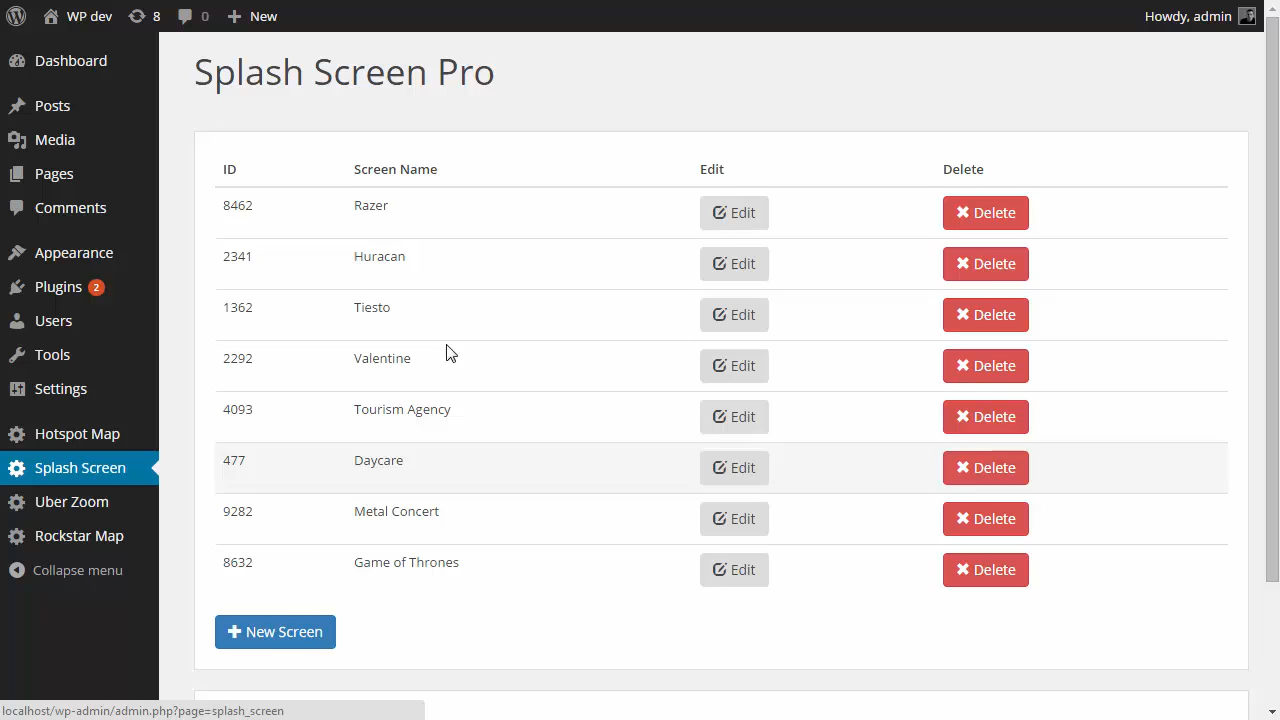 WP dev 8 0 New Howdy, admin
Dashboard
Posts
Media
Pages
Comments
Appearance
Plugins 2
Users
Tools
Settings
Hotspot Map
Splash Screen
Uber Zoom
Rockstar Map
Collapse menu
Splash Screen Pro
ID Screen Name Edit Delete
8462 Razer Edit Delete
2341 Huracan Edit Delete
1362 Tiesto Edit Delete
2292 Valentine Edit Delete
4093 Tourism Agency Edit Delete
477 Daycare Edit Delete
9282 Metal Concert Edit Delete
8632 Game of Thrones Edit Delete
New Screen
localhost/wp-admin/admin.php?page=splash_screen